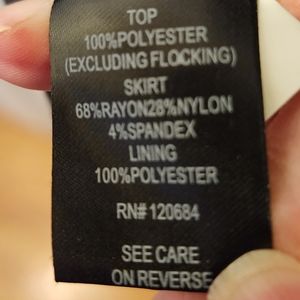 TOP
100%POLYESTER
(EXCLUDING FLOCKING)
SKIRT
68%RAYON28%NYLON
4%SPANDEX
LINING
100%POLYESTER
RN# 120684
SEE CARE
ON REVERSE